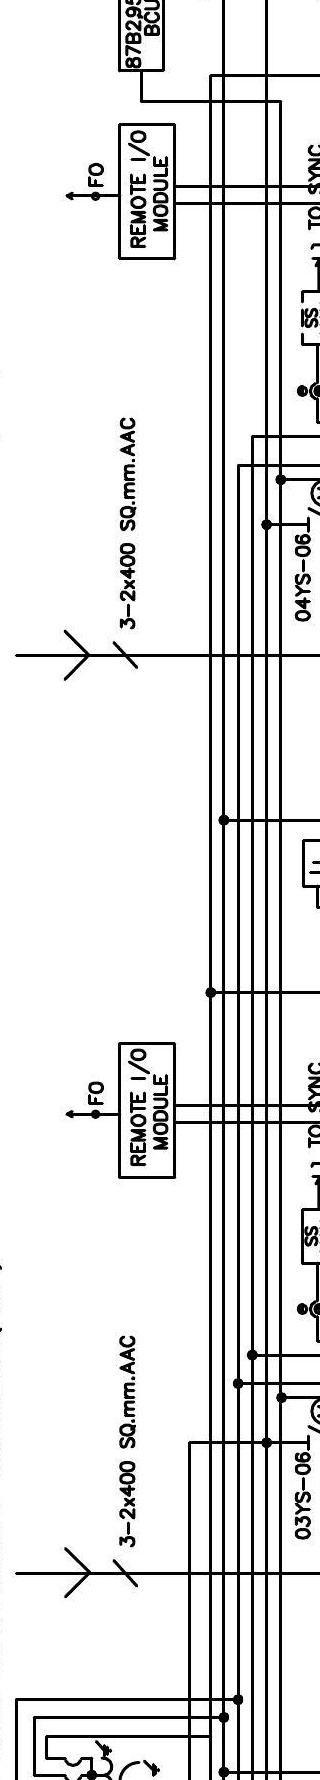 87B295
BCU
FO
REMOTE I/O
MODULE
TO SYNC
SS
3-2x400 SQ.mm.AAC
04YS-06
FO
REMOTE I/O
MODULE
TO SYNC
SS
3-2x400 SQ.mm.AAC
03YS-06